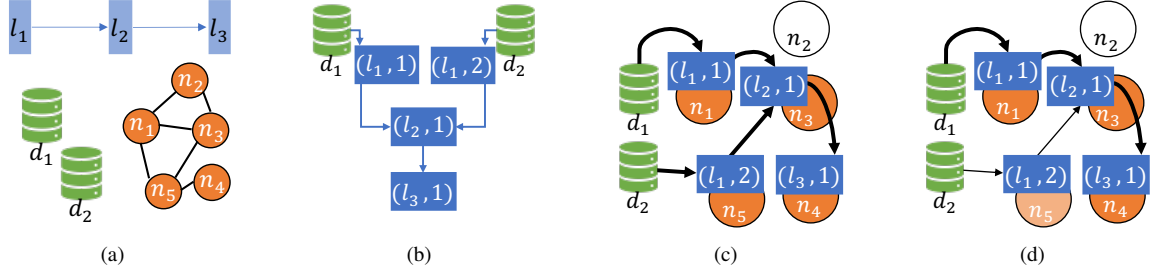 l₁ l₂ l₃
n₂
n₁ n₃
d₁
n₅ n₄
d₂
(a)
d₁ (l₁,1) (l₁,2) d₂
(l₂,1)
(l₃,1)
(b)
n₂
(l₁,1)
(l₂,1)
d₁ n₁ n₃
(l₁,2) (l₃,1)
d₂ n₅ n₄
(c)
n₂
(l₁,1)
(l₂,1)
d₁ n₁ n₃
(l₁,2) (l₃,1)
d₂ n₅ n₄
(d)